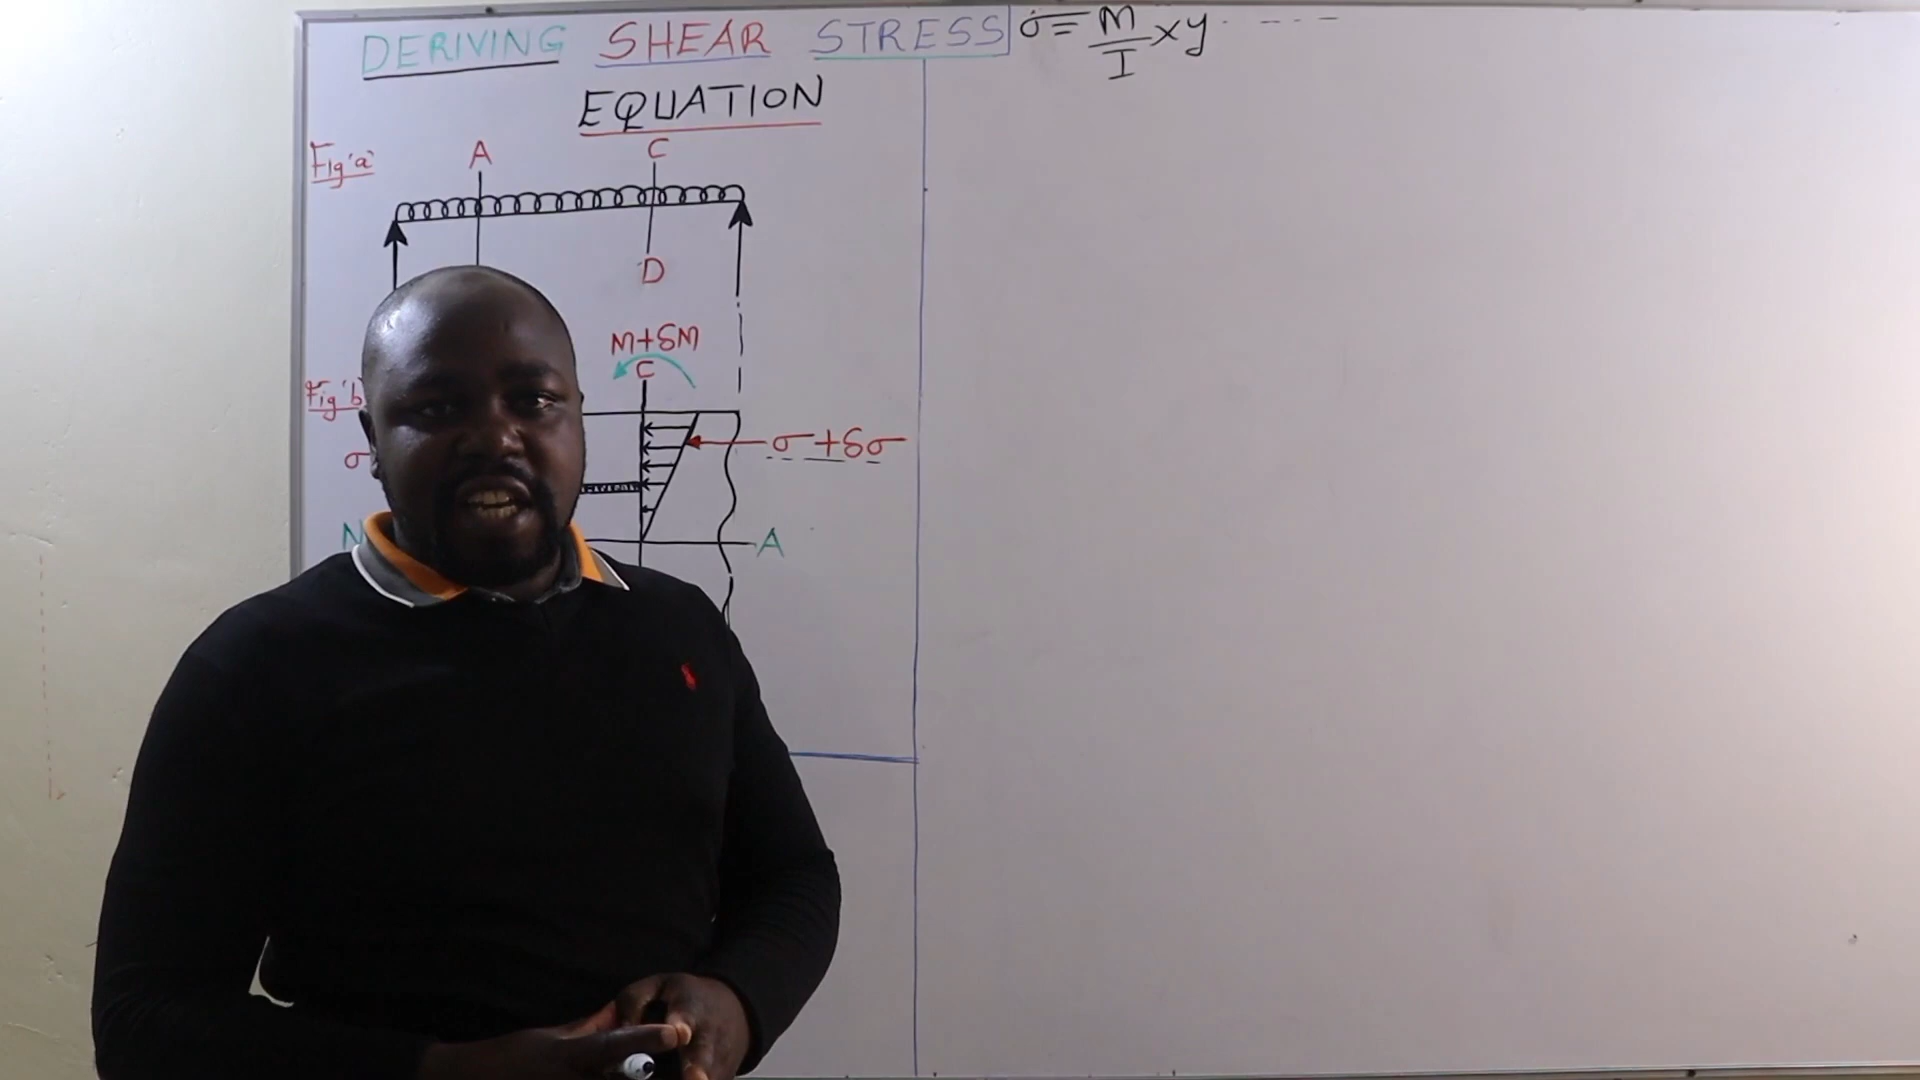 DERIVING SHEAR STRESS
EQUATION
σ = M/I × y - - - -
Fig 'a'
A
C
D
M+δM
C
Fig 'b'
σ
σ+δσ
N
A